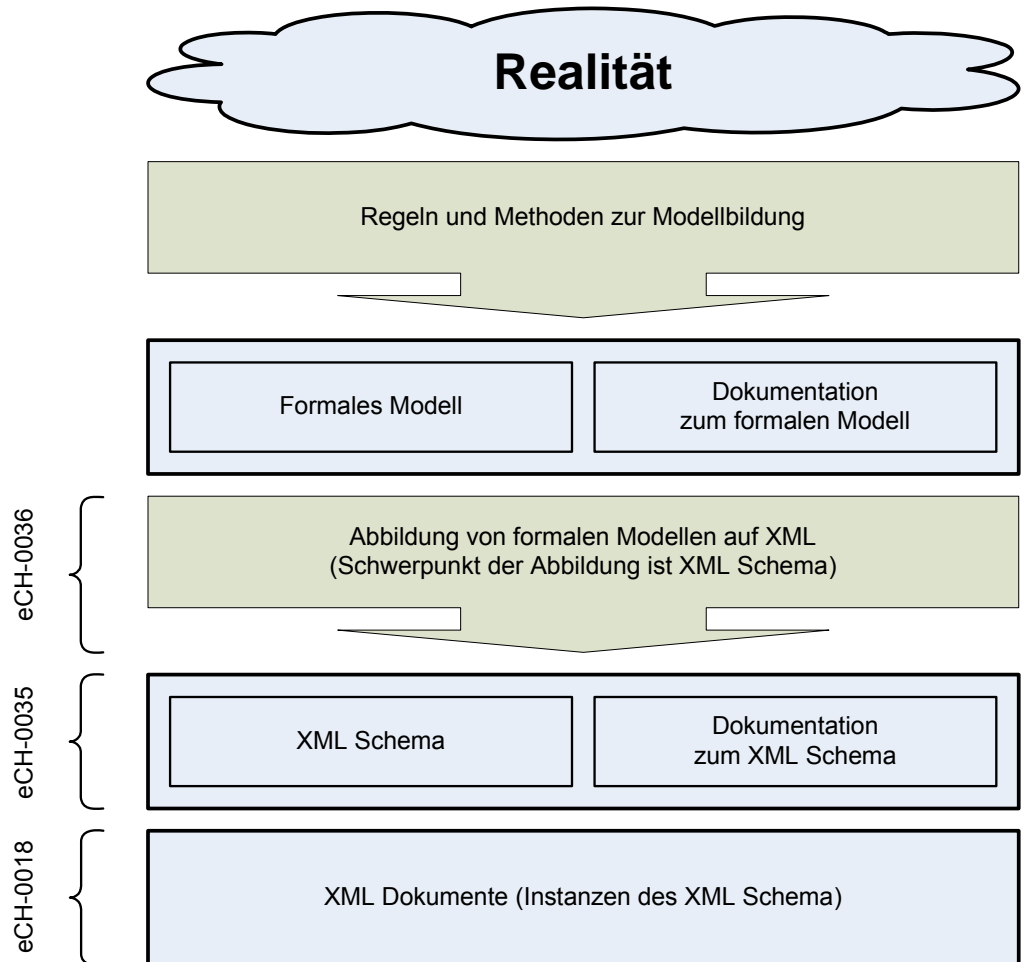 Realität
Regeln und Methoden zur Modellbildung
Formales Modell
Dokumentation
zum formalen Modell
eCH-0036
Abbildung von formalen Modellen auf XML
(Schwerpunkt der Abbildung ist XML Schema)
eCH-0035
XML Schema
Dokumentation
zum XML Schema
eCH-0018
XML Dokumente (Instanzen des XML Schema)